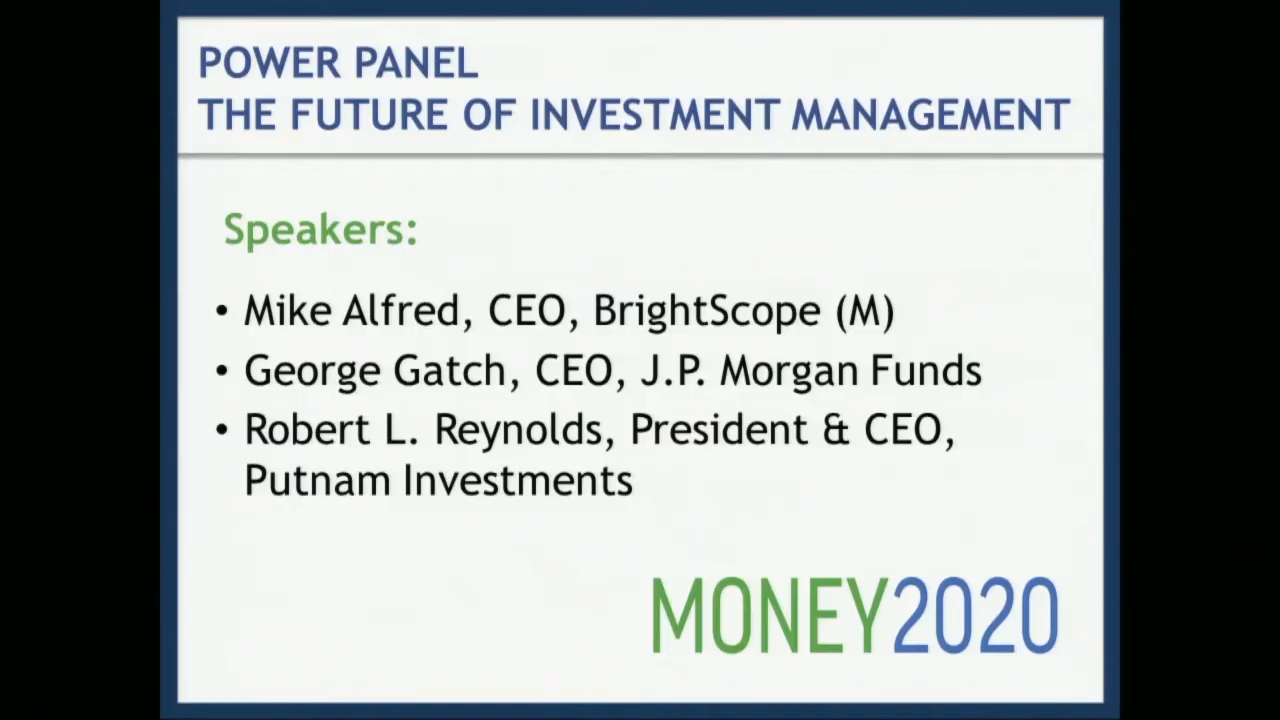 POWER PANEL
THE FUTURE OF INVESTMENT MANAGEMENT
Speakers:
• Mike Alfred, CEO, BrightScope (M)
• George Gatch, CEO, J.P. Morgan Funds
• Robert L. Reynolds, President & CEO,
Putnam Investments
MONEY2020